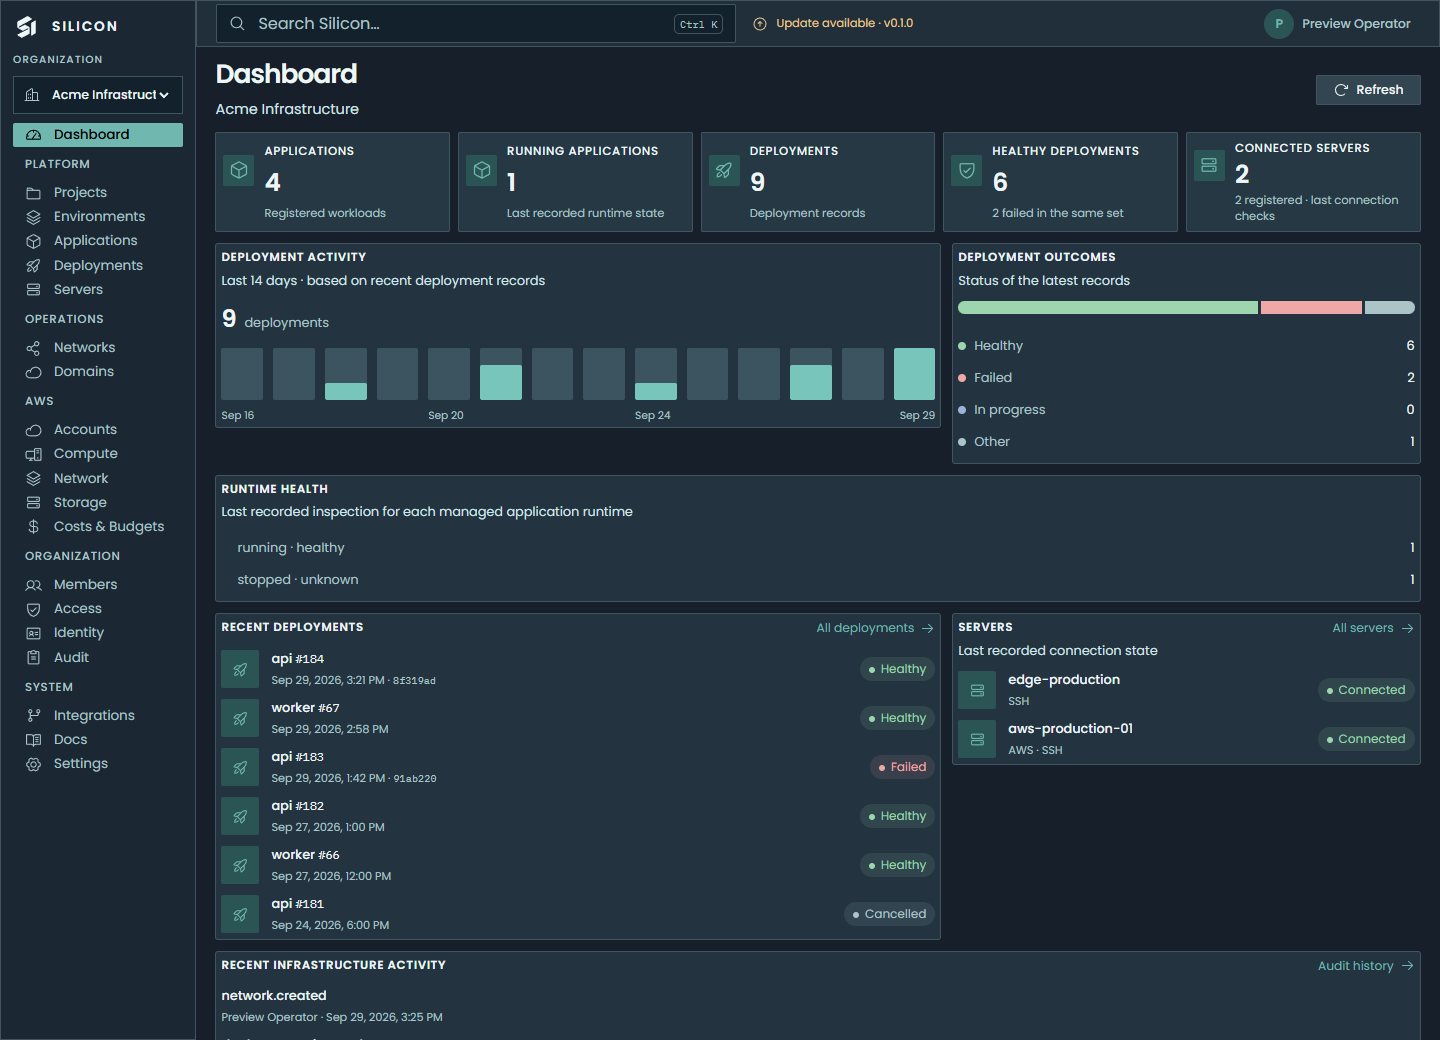 SILICON
Search Silicon...
Ctrl K
Update available · v0.1.0
P
Preview Operator
ORGANIZATION
Acme Infrastruct
Dashboard
PLATFORM
Projects
Environments
Applications
Deployments
Servers
OPERATIONS
Networks
Domains
AWS
Accounts
Compute
Network
Storage
Costs & Budgets
ORGANIZATION
Members
Access
Identity
Audit
SYSTEM
Integrations
Docs
Settings
Dashboard
Acme Infrastructure
Refresh
APPLICATIONS
4
Registered workloads
RUNNING APPLICATIONS
1
Last recorded runtime state
DEPLOYMENTS
9
Deployment records
HEALTHY DEPLOYMENTS
6
2 failed in the same set
CONNECTED SERVERS
2
2 registered · last connection
checks
DEPLOYMENT ACTIVITY
Last 14 days · based on recent deployment records
9 deployments
Sep 16
Sep 20
Sep 24
Sep 29
DEPLOYMENT OUTCOMES
Status of the latest records
Healthy 6
Failed 2
In progress 0
Other 1
RUNTIME HEALTH
Last recorded inspection for each managed application runtime
running · healthy 1
stopped · unknown 1
RECENT DEPLOYMENTS
All deployments
api #184
Sep 29, 2026, 3:21 PM · 8f319ad
Healthy
worker #67
Sep 29, 2026, 2:58 PM
Healthy
api #183
Sep 29, 2026, 1:42 PM · 91ab220
Failed
api #182
Sep 27, 2026, 1:00 PM
Healthy
worker #66
Sep 27, 2026, 12:00 PM
Healthy
api #181
Sep 24, 2026, 6:00 PM
Cancelled
SERVERS
All servers
Last recorded connection state
edge-production
SSH
Connected
aws-production-01
AWS · SSH
Connected
RECENT INFRASTRUCTURE ACTIVITY
Audit history
network.created
Preview Operator · Sep 29, 2026, 3:25 PM